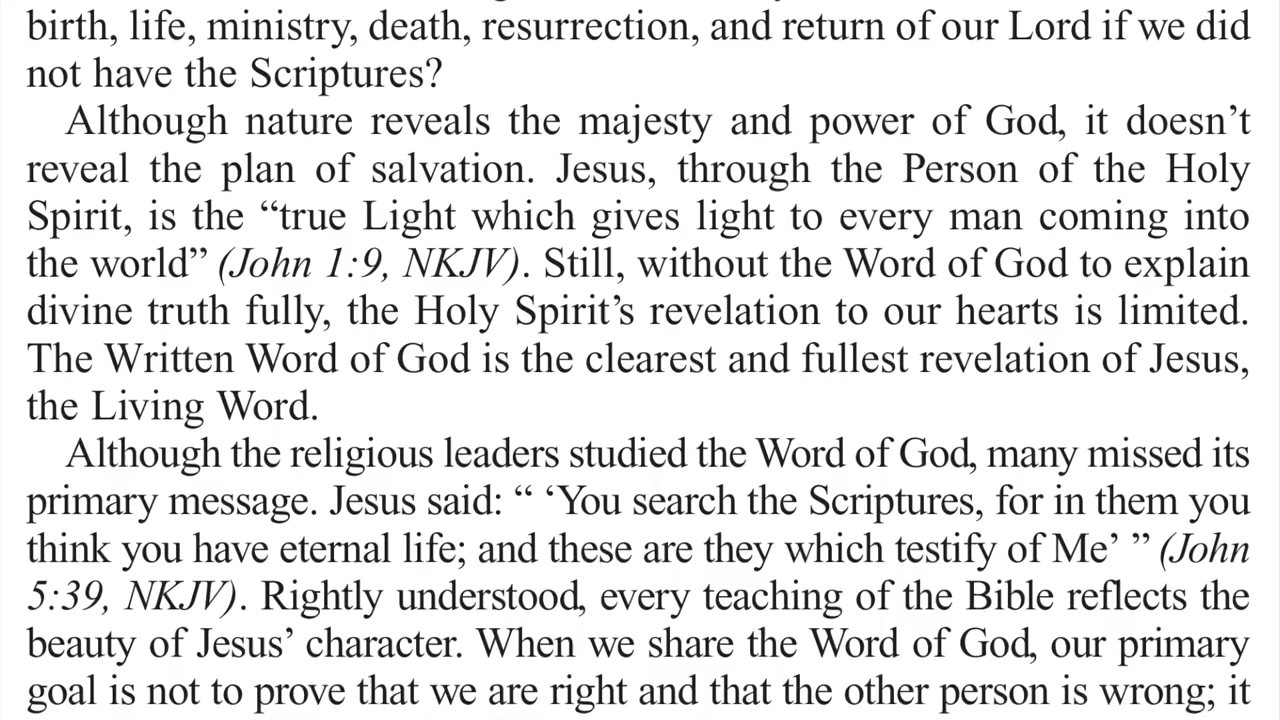 birth, life, ministry, death, resurrection, and return of our Lord if we did
not have the Scriptures?
Although nature reveals the majesty and power of God, it doesn’t
reveal the plan of salvation. Jesus, through the Person of the Holy
Spirit, is the “true Light which gives light to every man coming into
the world” (John 1:9, NKJV). Still, without the Word of God to explain
divine truth fully, the Holy Spirit’s revelation to our hearts is limited.
The Written Word of God is the clearest and fullest revelation of Jesus,
the Living Word.
Although the religious leaders studied the Word of God, many missed its
primary message. Jesus said: “ ‘You search the Scriptures, for in them you
think you have eternal life; and these are they which testify of Me’ ” (John
5:39, NKJV). Rightly understood, every teaching of the Bible reflects the
beauty of Jesus’ character. When we share the Word of God, our primary
goal is not to prove that we are right and that the other person is wrong; it